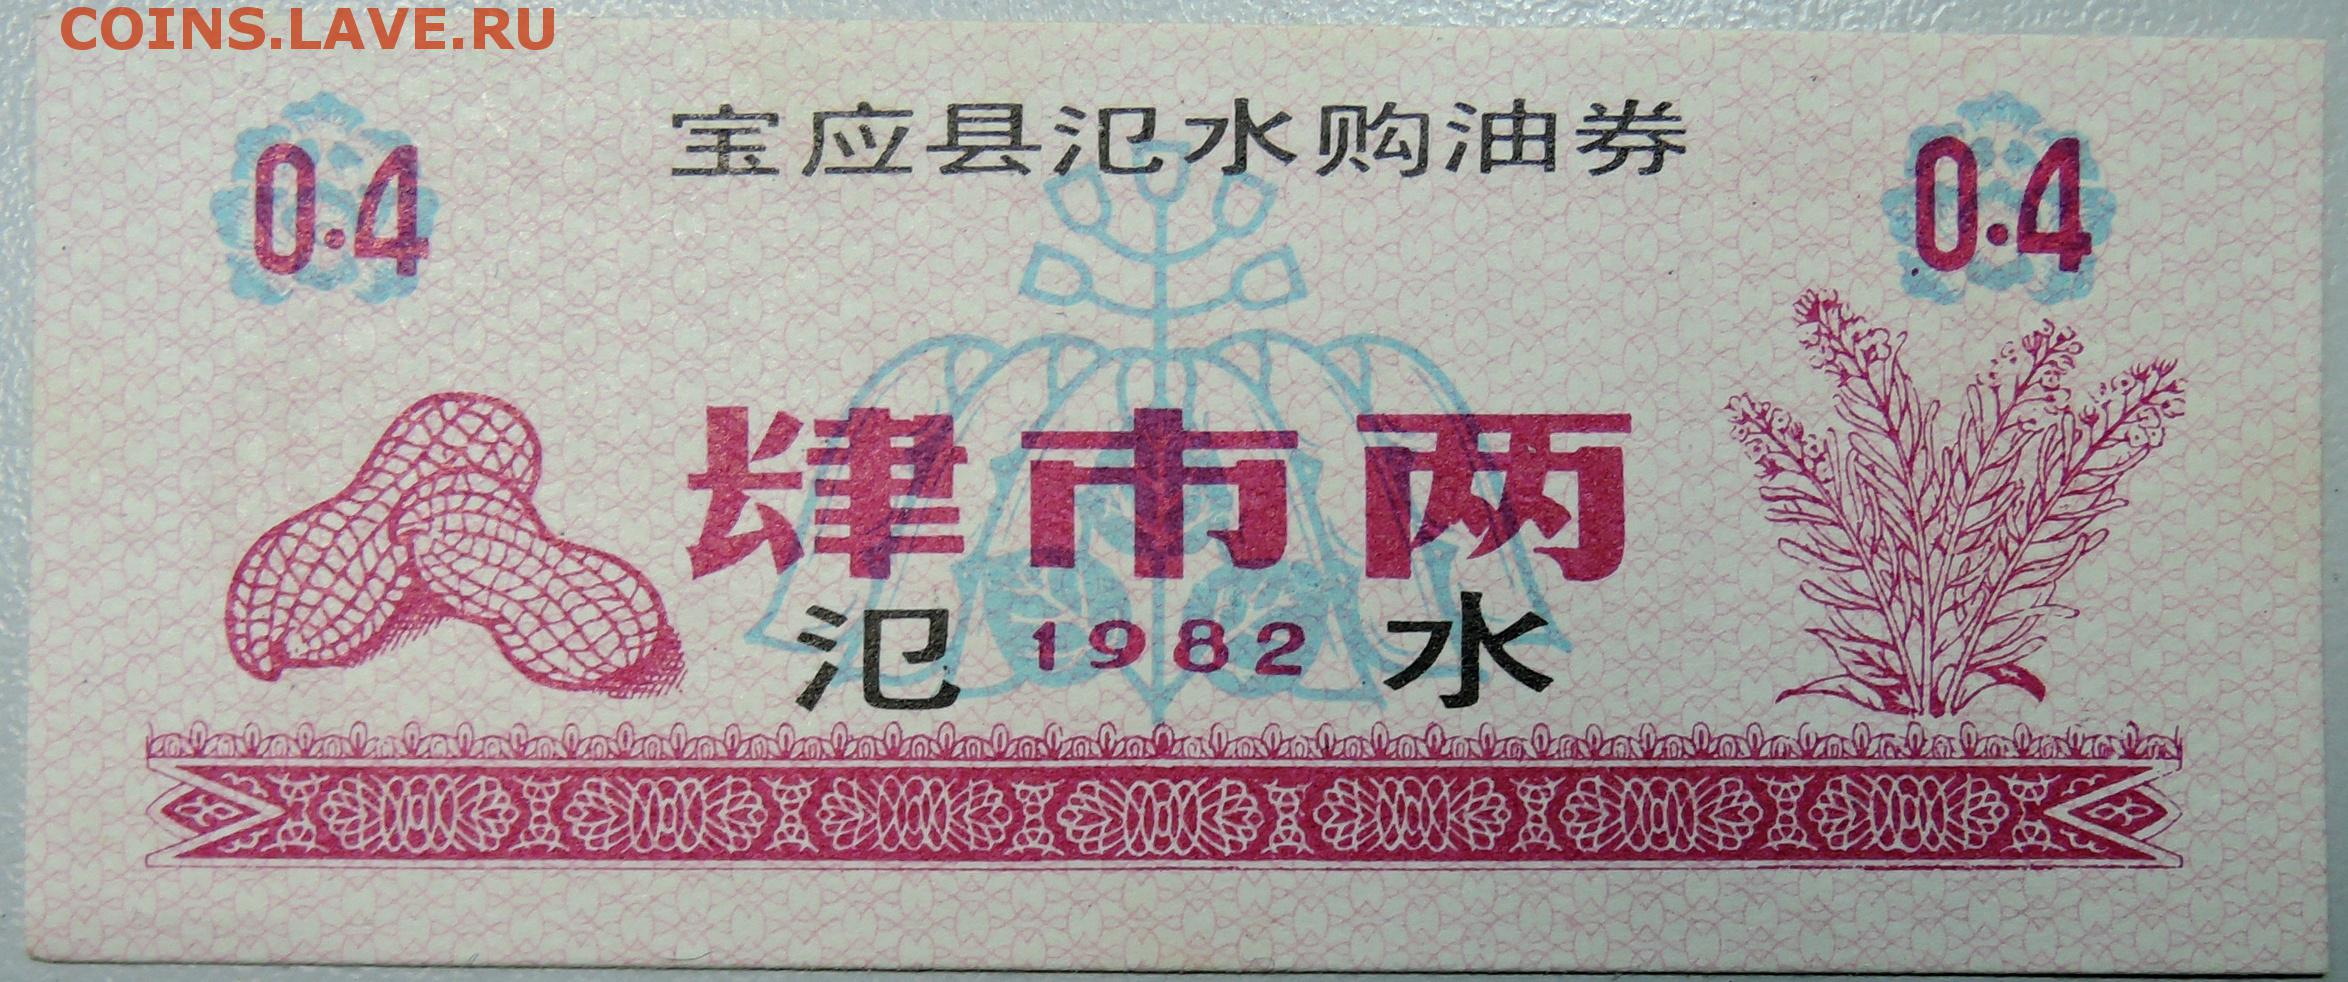 COINS.LAVE.RU
宝应县氾水购油券
0.4 0.4
肆市两
氾 1982 水